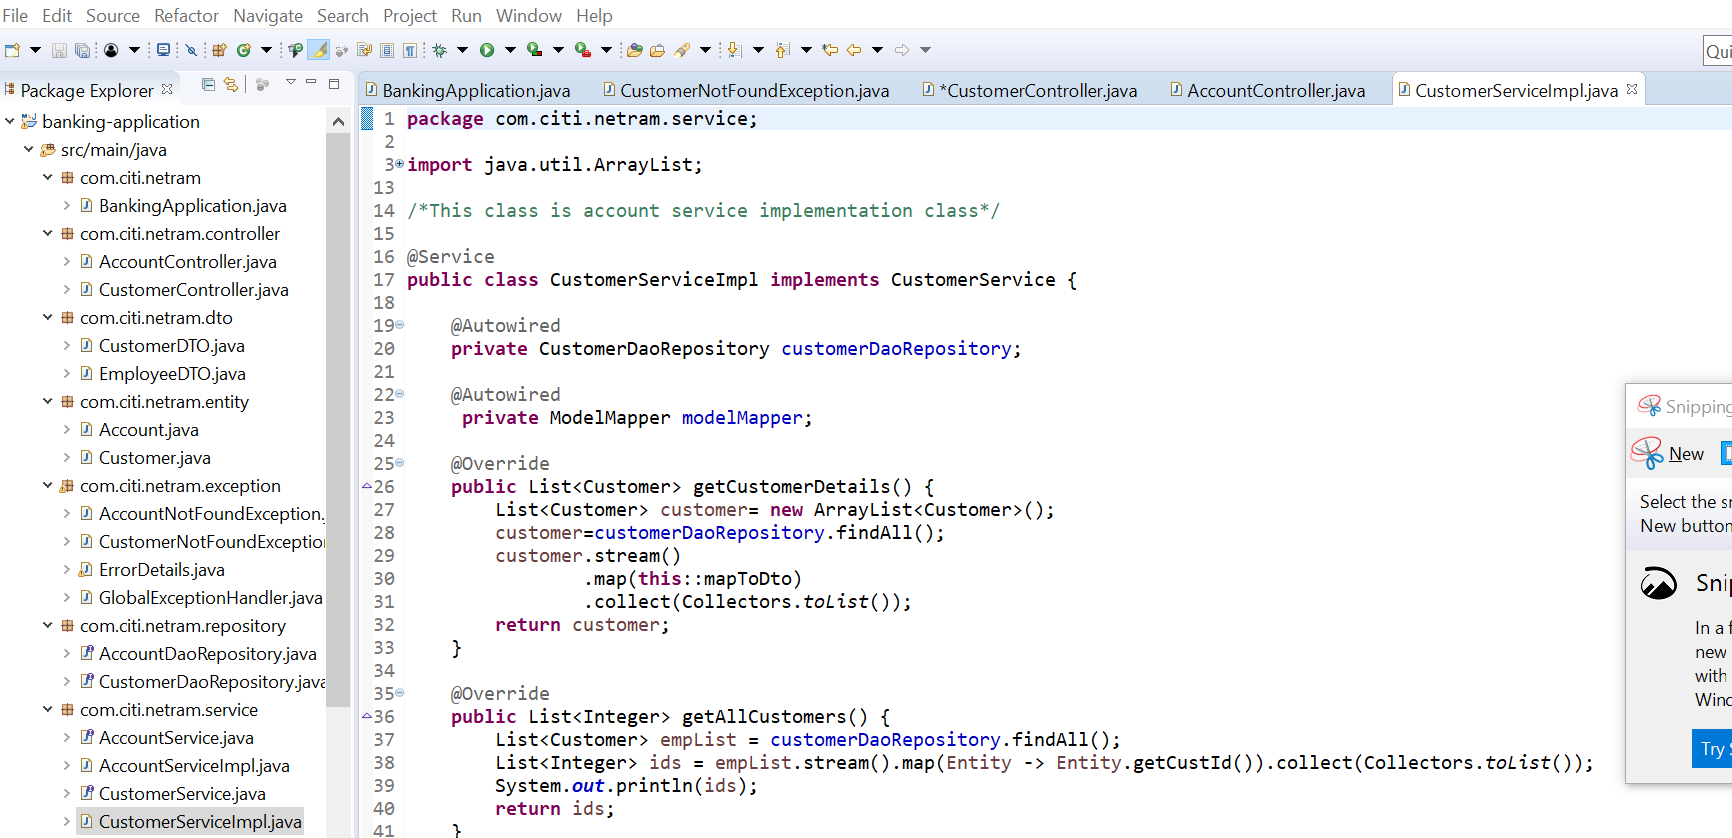 File Edit Source Refactor Navigate Search Project Run Window Help
Package Explorer
BankingApplication.java CustomerNotFoundException.java *CustomerController.java AccountController.java CustomerServiceImpl.java
banking-application
src/main/java
com.citi.netram
BankingApplication.java
com.citi.netram.controller
AccountController.java
CustomerController.java
com.citi.netram.dto
CustomerDTO.java
EmployeeDTO.java
com.citi.netram.entity
Account.java
Customer.java
com.citi.netram.exception
AccountNotFoundException.
CustomerNotFoundException
ErrorDetails.java
GlobalExceptionHandler.java
com.citi.netram.repository
AccountDaoRepository.java
CustomerDaoRepository.java
com.citi.netram.service
AccountService.java
AccountServiceImpl.java
CustomerService.java
CustomerServiceImpl.java
1 package com.citi.netram.service;
2
3 import java.util.ArrayList;
13
14 /*This class is account service implementation class*/
15
16 @Service
17 public class CustomerServiceImpl implements CustomerService {
18
19 @Autowired
20 private CustomerDaoRepository customerDaoRepository;
21
22 @Autowired
23 private ModelMapper modelMapper;
24
25 @Override
26 public List<Customer> getCustomerDetails() {
27 List<Customer> customer= new ArrayList<Customer>();
28 customer=customerDaoRepository.findAll();
29 customer.stream()
30 .map(this::mapToDto)
31 .collect(Collectors.toList());
32 return customer;
33 }
34
35 @Override
36 public List<Integer> getAllCustomers() {
37 List<Customer> empList = customerDaoRepository.findAll();
38 List<Integer> ids = empList.stream().map(Entity -> Entity.getCustId()).collect(Collectors.toList());
39 System.out.println(ids);
40 return ids;
41 }
Qui
Snipping
New
Select the sn
New button
Snip
In a f
new
with
Wind
Try S